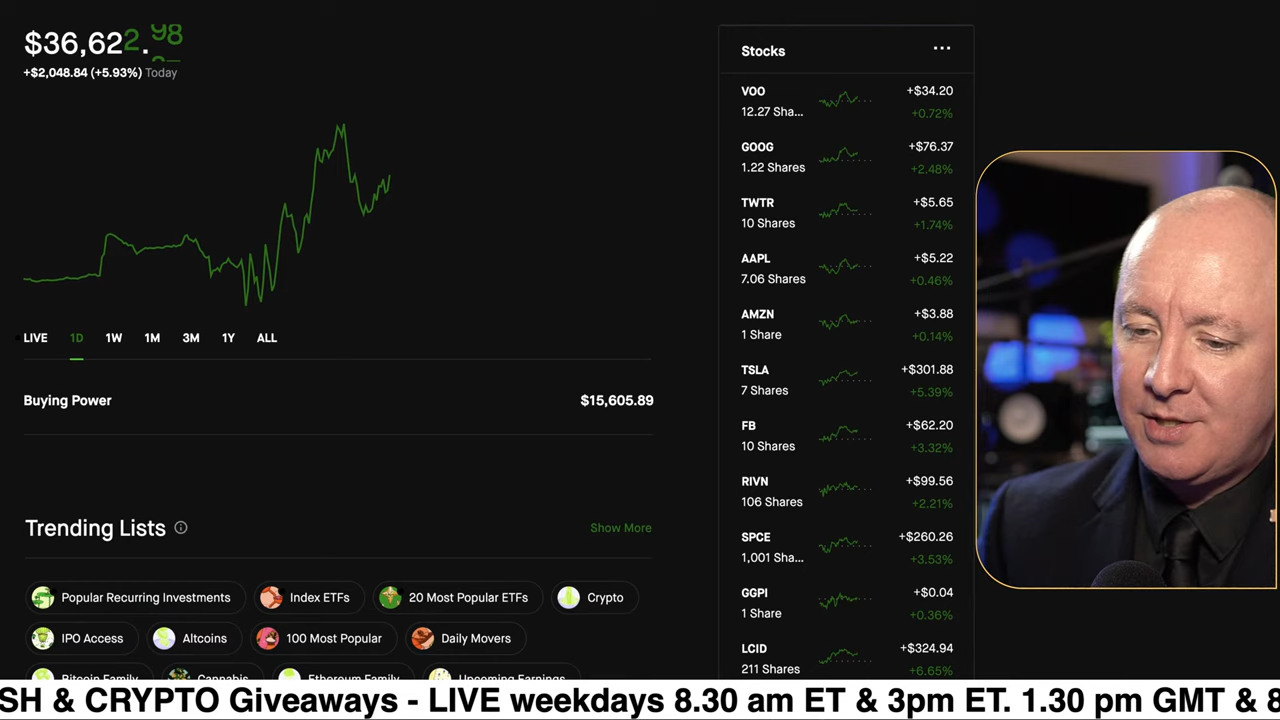 $36,622.98
+$2,048.84 (+5.93%) Today
LIVE 1D 1W 1M 3M 1Y ALL
Buying Power $15,605.89
Trending Lists
Show More
Popular Recurring Investments Index ETFs 20 Most Popular ETFs Crypto
IPO Access Altcoins 100 Most Popular Daily Movers
Bitcoin Family Cannabis Ethereum Family Upcoming Earnings
Stocks ...
VOO +$34.20
12.27 Sha... +0.72%
GOOG +$76.37
1.22 Shares +2.48%
TWTR +$5.65
10 Shares +1.74%
AAPL +$5.22
7.06 Shares +0.46%
AMZN +$3.88
1 Share +0.14%
TSLA +$301.88
7 Shares +5.39%
FB +$62.20
10 Shares +3.32%
RIVN +$99.56
106 Shares +2.21%
SPCE +$260.26
1,001 Sha... +3.53%
GGPI +$0.04
1 Share +0.36%
LCID +$324.94
211 Shares +6.65%
SH & CRYPTO Giveaways - LIVE weekdays 8.30 am ET & 3pm ET. 1.30 pm GMT & 8